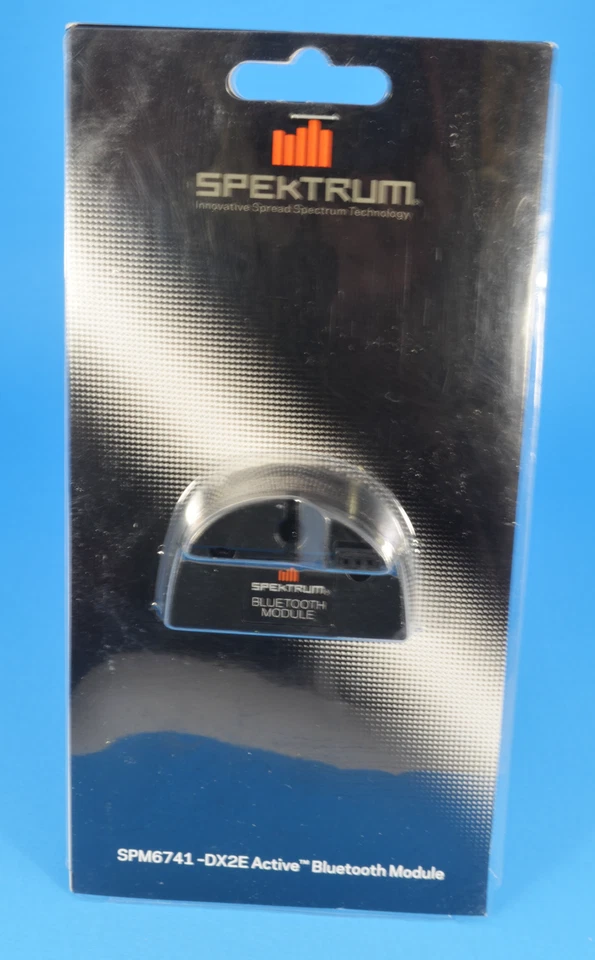 SPEKTRUM®
Innovative Spread Spectrum Technology
SPEKTRUM®
BLUETOOTH
MODULE
SPM6741 -DX2E Active™ Bluetooth Module